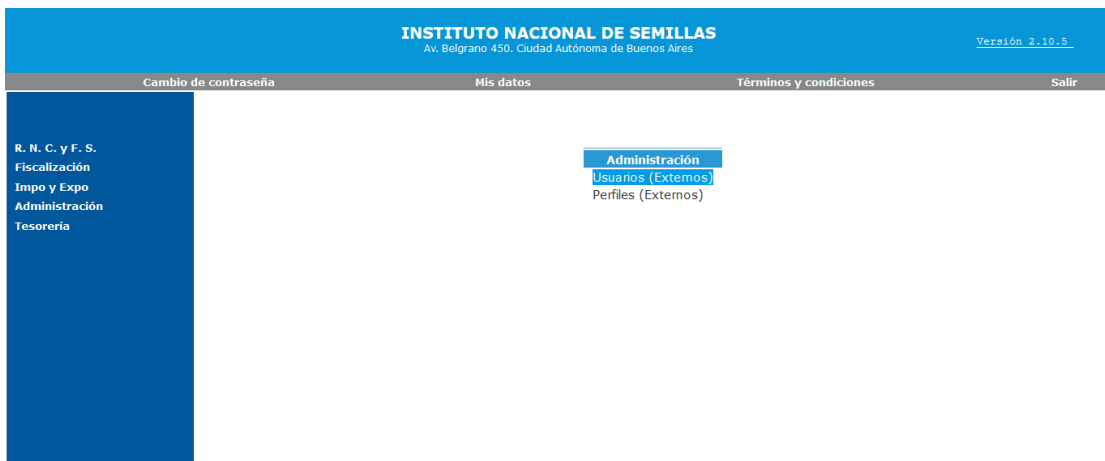 INSTITUTO NACIONAL DE SEMILLAS
Av. Belgrano 450. Ciudad Autónoma de Buenos Aires
Versión 2.10.5
Cambio de contraseña Mis datos Términos y condiciones Salir
R. N. C. y F. S.
Fiscalización
Impo y Expo
Administración
Tesorería
Administración
Usuarios (Externos)
Perfiles (Externos)